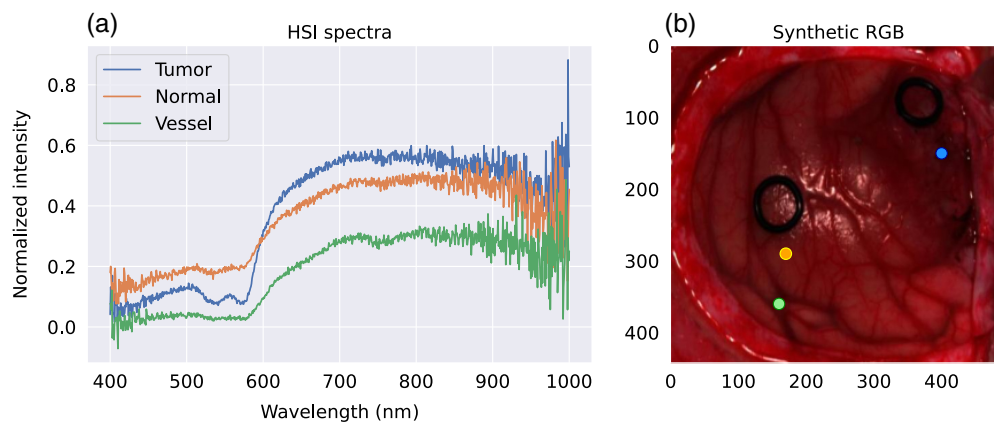 (a)
HSI spectra
Normalized intensity
0.8
0.6
0.4
0.2
0.0
Tumor
Normal
Vessel
400
500
600
700
800
900
1000
Wavelength (nm)
(b)
Synthetic RGB
0
100
200
300
400
0
100
200
300
400